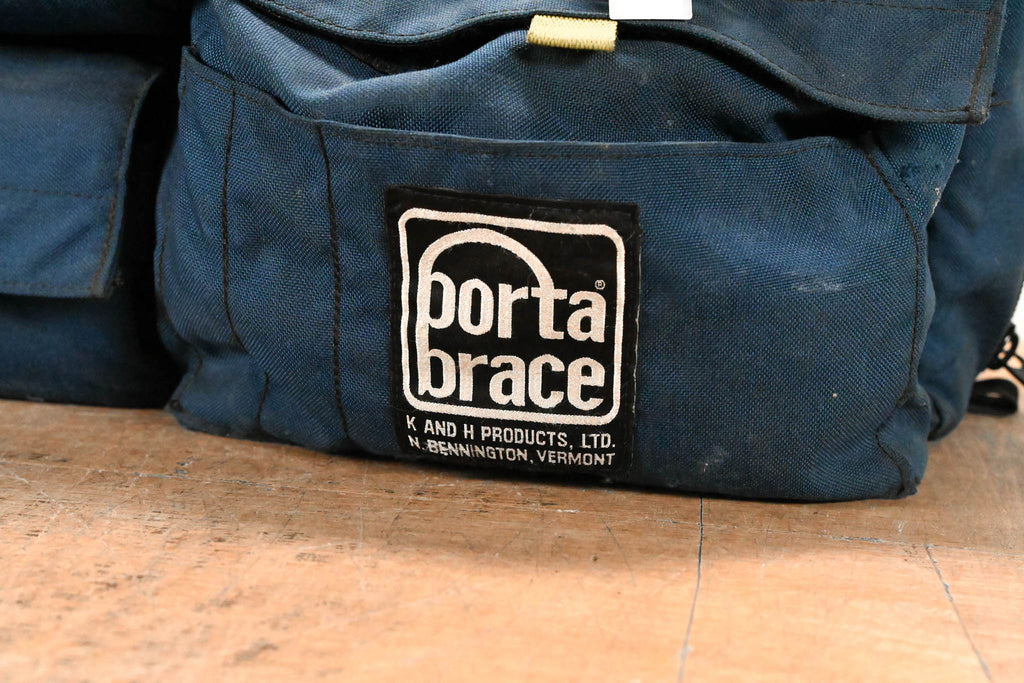 porta®
brace
K AND H PRODUCTS, LTD.
N. BENNINGTON, VERMONT